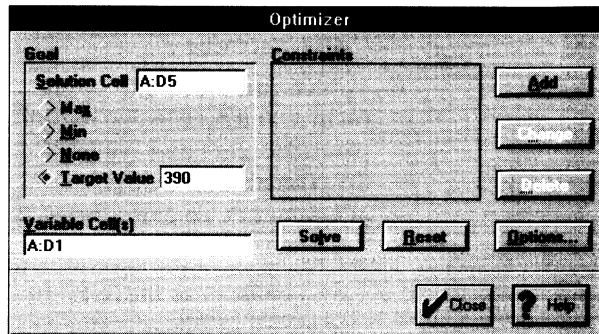 Optimizer
Goal
Solution Cell A:D5
Max
Min
None
Target Value 390
Variable Cell(s)
A:D1
Constraints
Add
Change
Delete
Solve
Reset
Options...
Close
? Help